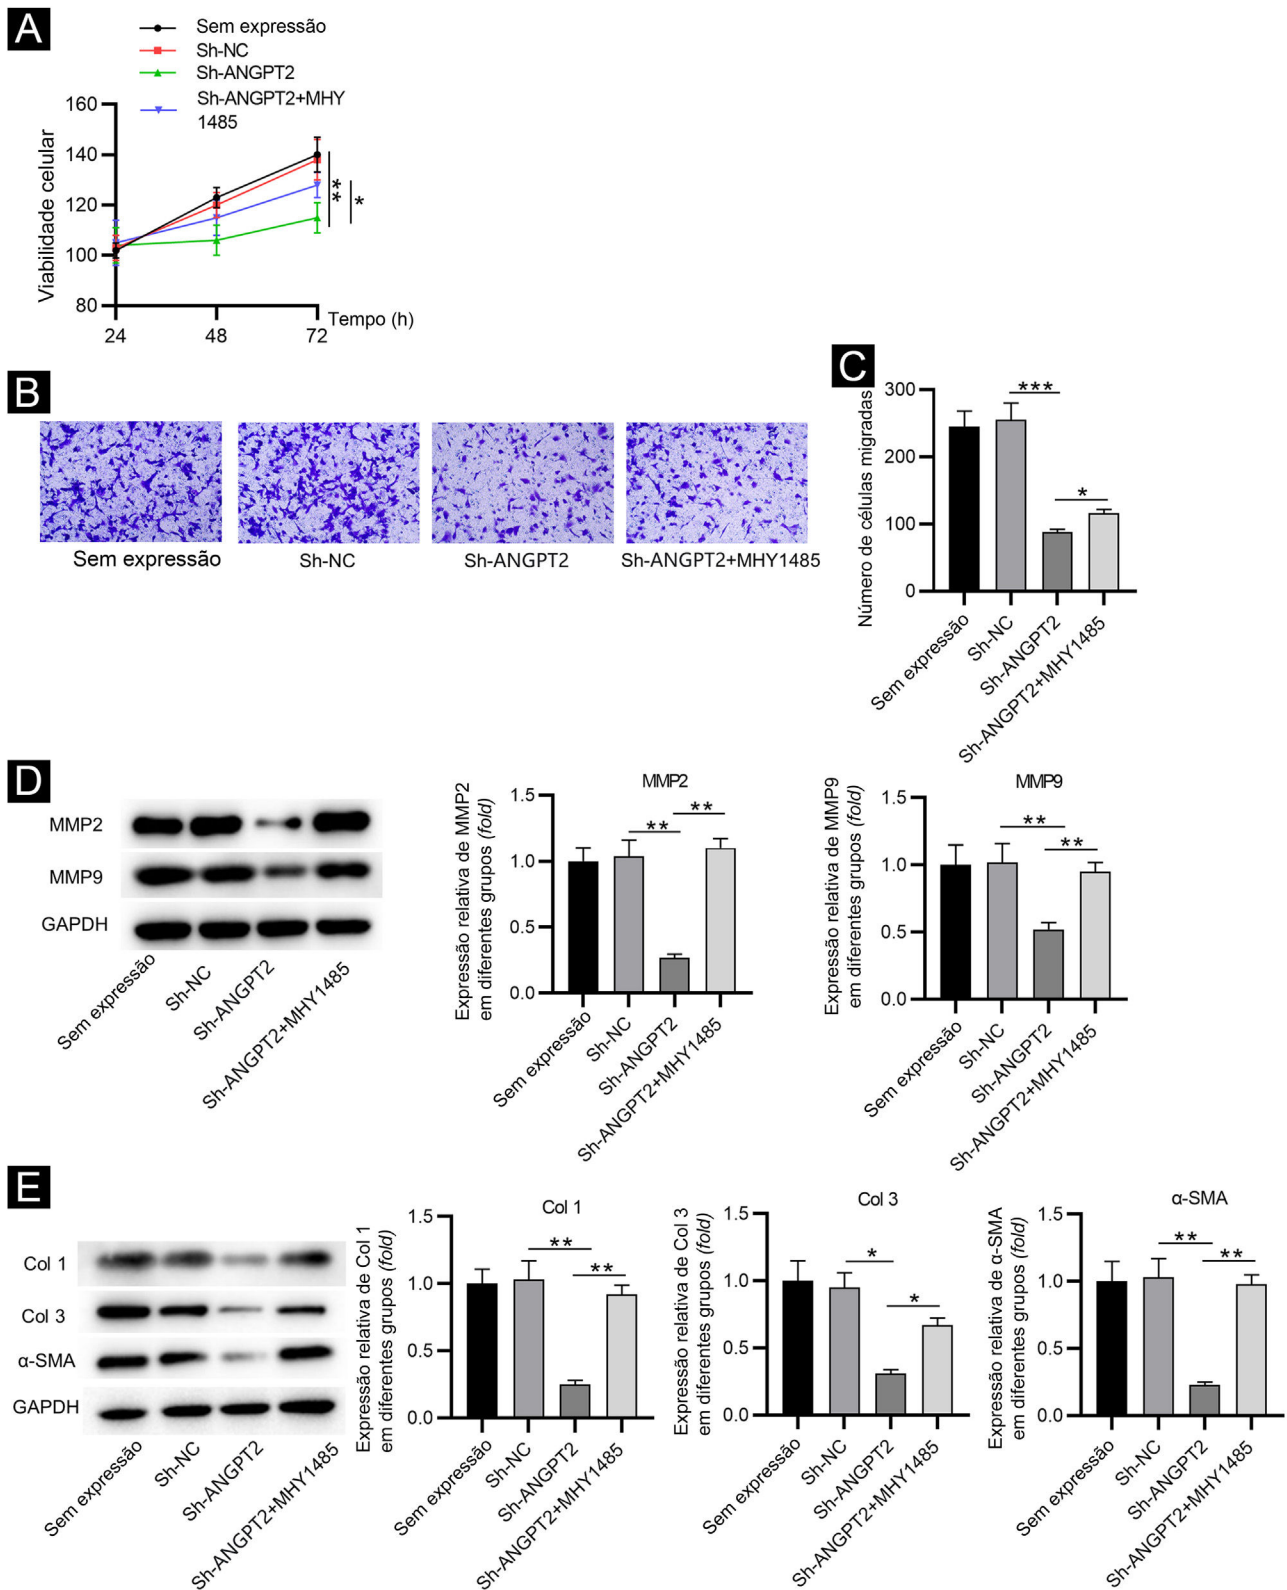 A
Sem expressão
Sh-NC
Sh-ANGPT2
Sh-ANGPT2+MHY
1485
Viabilidade celular
160
140
120
100
80
24
48
72
Tempo (h)
**
*
B
Sem expressão
Sh-NC
Sh-ANGPT2
Sh-ANGPT2+MHY1485
C
Número de células migradas
300
200
100
0
***
*
Sem expressão
Sh-NC
Sh-ANGPT2
Sh-ANGPT2+MHY1485
D
MMP2
MMP9
GAPDH
Sem expressão
Sh-NC
Sh-ANGPT2
Sh-ANGPT2+MHY1485
MMP2
Expressão relativa de MMP2
em diferentes grupos (fold)
1.5
1.0
0.5
0.0
**
**
Sem expressão
Sh-NC
Sh-ANGPT2
Sh-ANGPT2+MHY1485
MMP9
Expressão relativa de MMP9
em diferentes grupos (fold)
1.5
1.0
0.5
0.0
**
**
Sem expressão
Sh-NC
Sh-ANGPT2
Sh-ANGPT2+MHY1485
E
Col 1
Col 3
α-SMA
GAPDH
Sem expressão
Sh-NC
Sh-ANGPT2
Sh-ANGPT2+MHY1485
Col 1
Expressão relativa de Col 1
em diferentes grupos (fold)
1.5
1.0
0.5
0.0
**
**
Sem expressão
Sh-NC
Sh-ANGPT2
Sh-ANGPT2+MHY1485
Col 3
Expressão relativa de Col 3
em diferentes grupos (fold)
1.5
1.0
0.5
0.0
*
*
Sem expressão
Sh-NC
Sh-ANGPT2
Sh-ANGPT2+MHY1485
α-SMA
Expressão relativa de α-SMA
em diferentes grupos (fold)
1.5
1.0
0.5
0.0
**
**
Sem expressão
Sh-NC
Sh-ANGPT2
Sh-ANGPT2+MHY1485